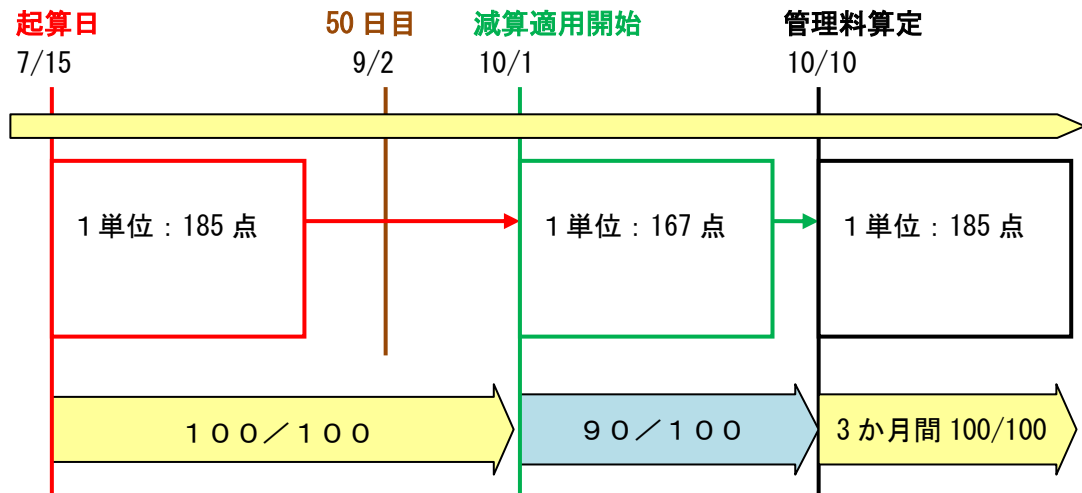 起算日 50日目 減算適用開始 管理料算定
7/15 9/2 10/1 10/10
1単位：185点 1単位：167点 1単位：185点
１００／１００ ９０／１００ 3か月間 100/100